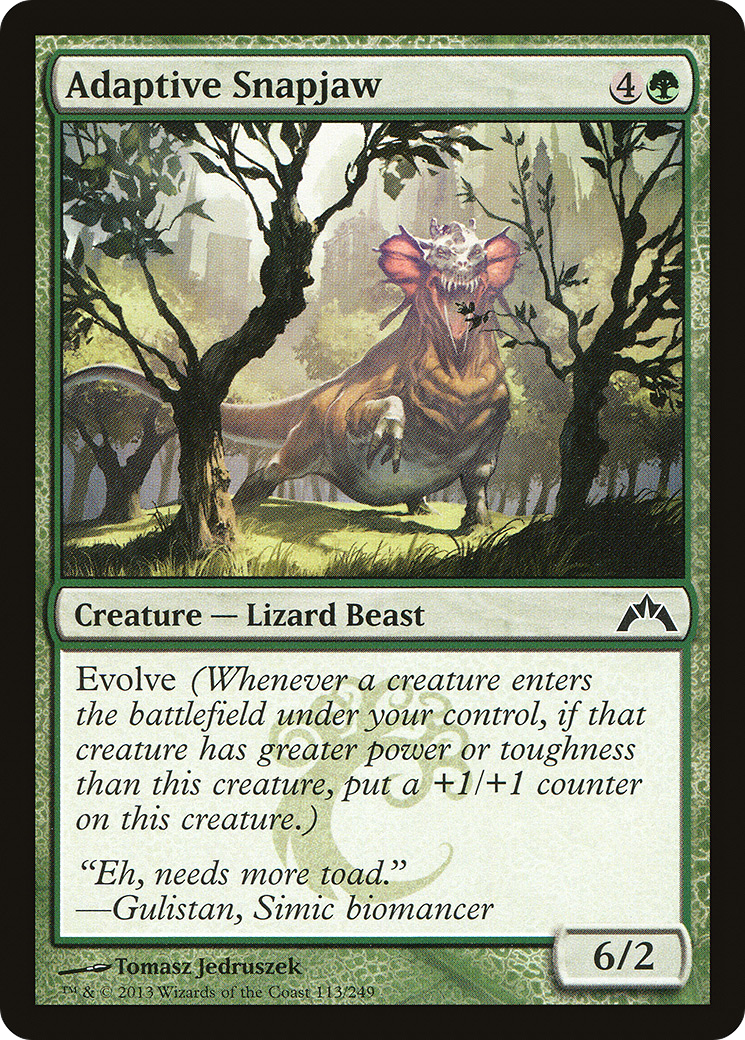 Adaptive Snapjaw
4
Creature — Lizard Beast
Evolve (Whenever a creature enters
the battlefield under your control, if that
creature has greater power or toughness
than this creature, put a +1/+1 counter
on this creature.)
“Eh, needs more toad.”
—Gulistan, Simic biomancer
6/2
Tomasz Jedruszek
™ & © 2013 Wizards of the Coast 113/249